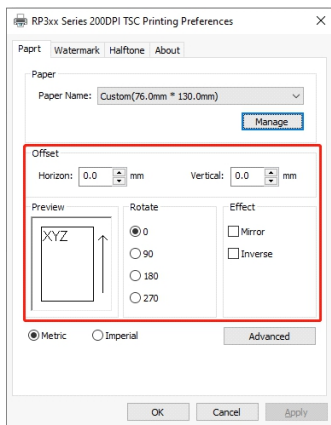 RP3xx Series 200DPI TSC Printing Preferences
Paprt Watermark Halftone About
Paper
Paper Name: Custom(76.0mm * 130.0mm)
Manage
Offset
Horizon: 0.0 mm Vertical: 0.0 mm
Preview Rotate Effect
XYZ 0 Mirror
90 Inverse
180
270
Metric Imperial Advanced
OK Cancel Apply